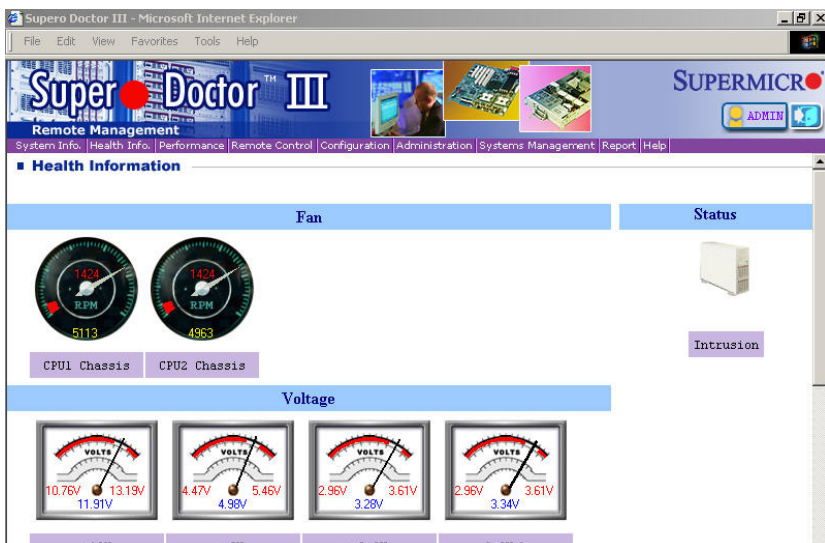 Supero Doctor III - Microsoft Internet Explorer
File Edit View Favorites Tools Help
Super Doctor™ III
SUPERMICRO
Remote Management
ADMIN
System Info. Health Info. Performance Remote Control Configuration Administration Systems Management Report Help
Health Information
Fan
Status
1424
RPM
5113
1424
RPM
4963
CPU1 Chassis
CPU2 Chassis
Intrusion
Voltage
VOLTS
10.76V 13.19V
11.91V
VOLTS
4.47V 5.46V
4.98V
VOLTS
2.96V 3.61V
3.28V
VOLTS
2.96V 3.61V
3.34V